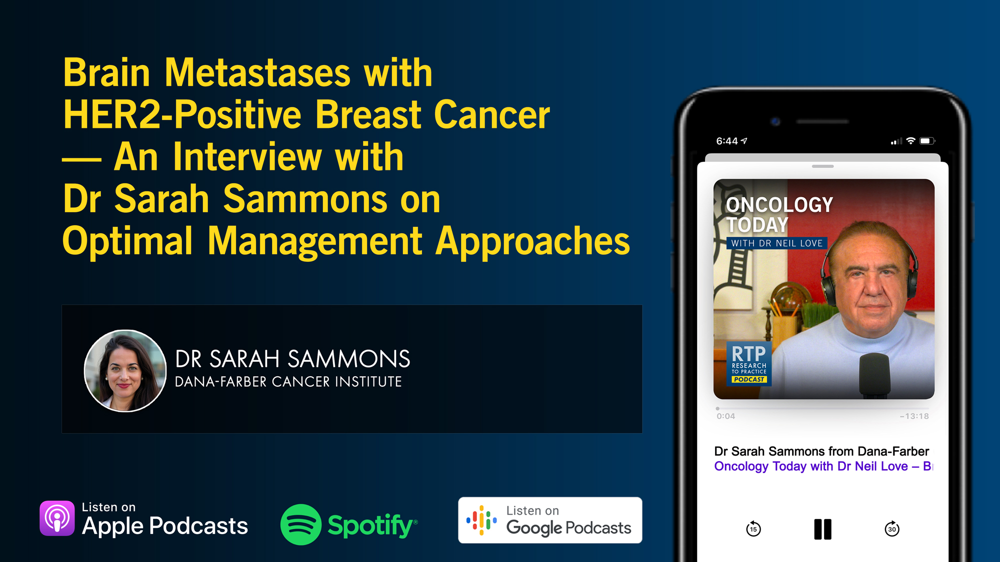 Brain Metastases with
HER2-Positive Breast Cancer
— An Interview with
Dr Sarah Sammons on
Optimal Management Approaches
DR SARAH SAMMONS
DANA-FARBER CANCER INSTITUTE
Listen on
Apple Podcasts
Spotify®
Listen on
Google Podcasts
6:44
ONCOLOGY
TODAY
WITH DR NEIL LOVE
RTP
RESEARCH
TO PRACTICE
PODCAST
0:04 −13:18
Dr Sarah Sammons from Dana-Farber
Oncology Today with Dr Neil Love – B
15 30